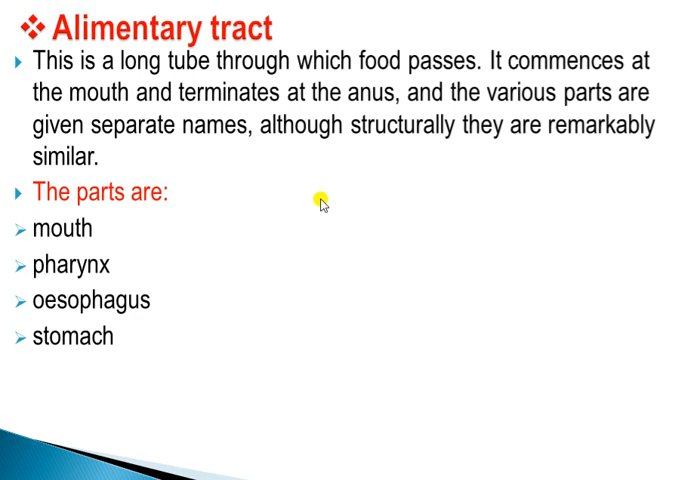 Alimentary tract
This is a long tube through which food passes. It commences at
the mouth and terminates at the anus, and the various parts are
given separate names, although structurally they are remarkably
similar.
The parts are:
mouth
pharynx
oesophagus
stomach